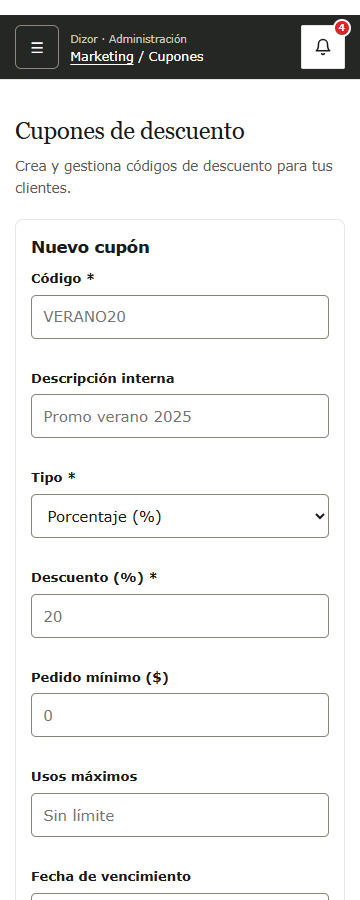 Dizor · Administración
4
Marketing / Cupones
Cupones de descuento
Crea y gestiona códigos de descuento para tus
clientes.
Nuevo cupón
Código *
VERANO20
Descripción interna
Promo verano 2025
Tipo *
Porcentaje (%)
Descuento (%) *
20
Pedido mínimo ($)
0
Usos máximos
Sin límite
Fecha de vencimiento